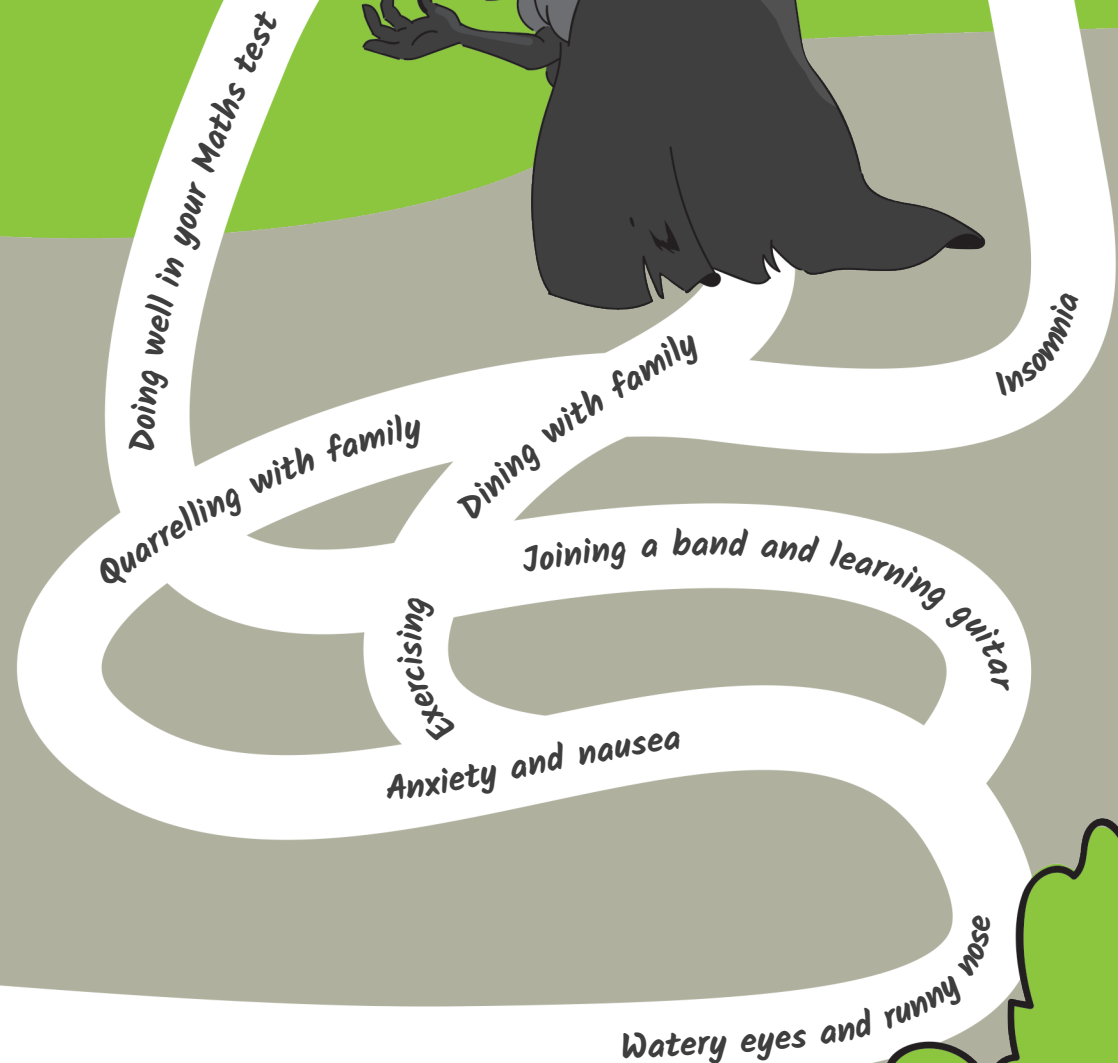 Doing well in your Maths test
Insomnia
Dining with family
Quarrelling with family
Joining a band and learning guitar
Exercising
Anxiety and nausea
Watery eyes and runny nose